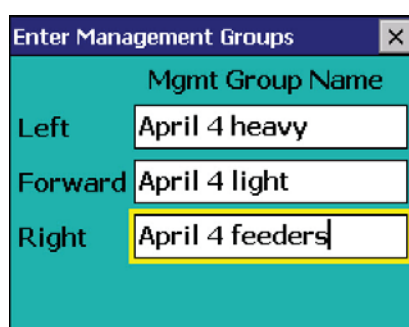 Enter Management Groups
Mgmt Group Name
Left April 4 heavy
Forward April 4 light
Right April 4 feeders